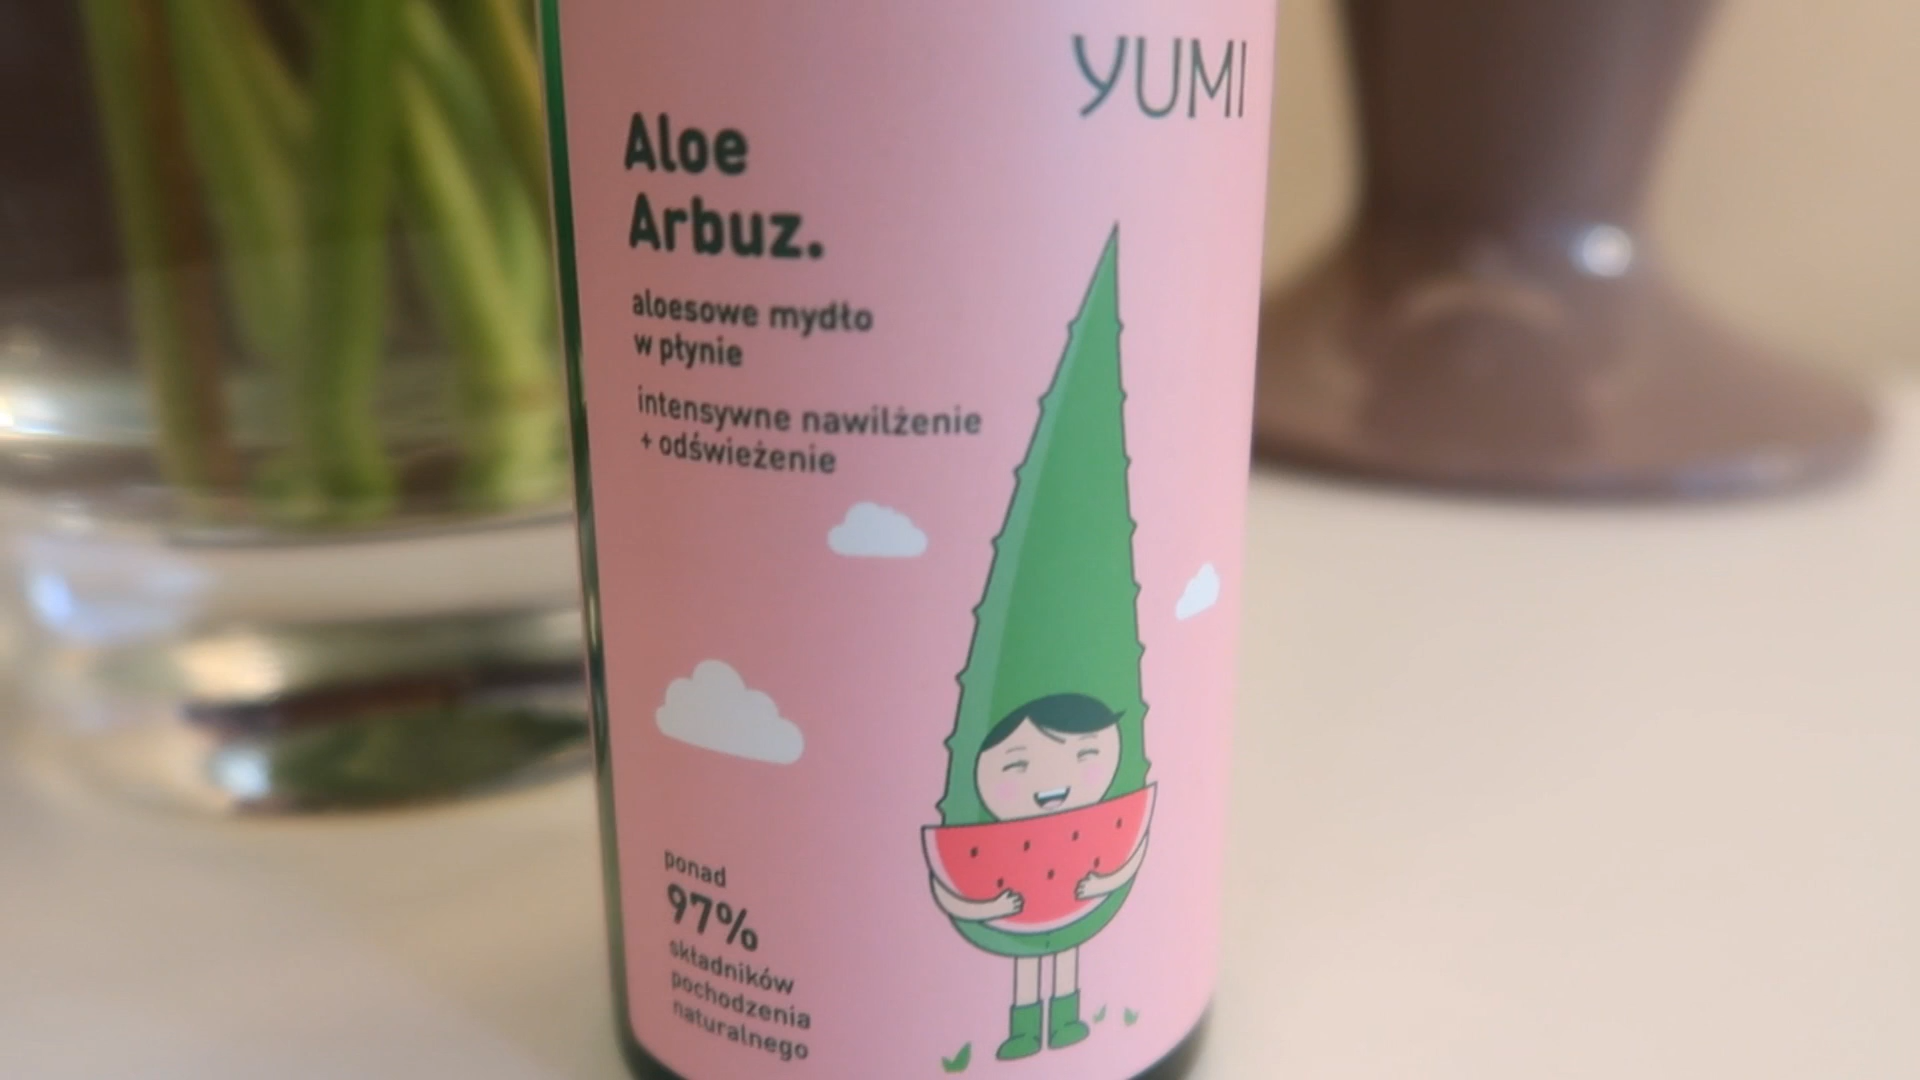 YUMI
Aloe
Arbuz.
aloesowe mydło
w płynie
intensywne nawilżenie
+ odświeżenie
ponad
97%
składników
pochodzenia
naturalnego